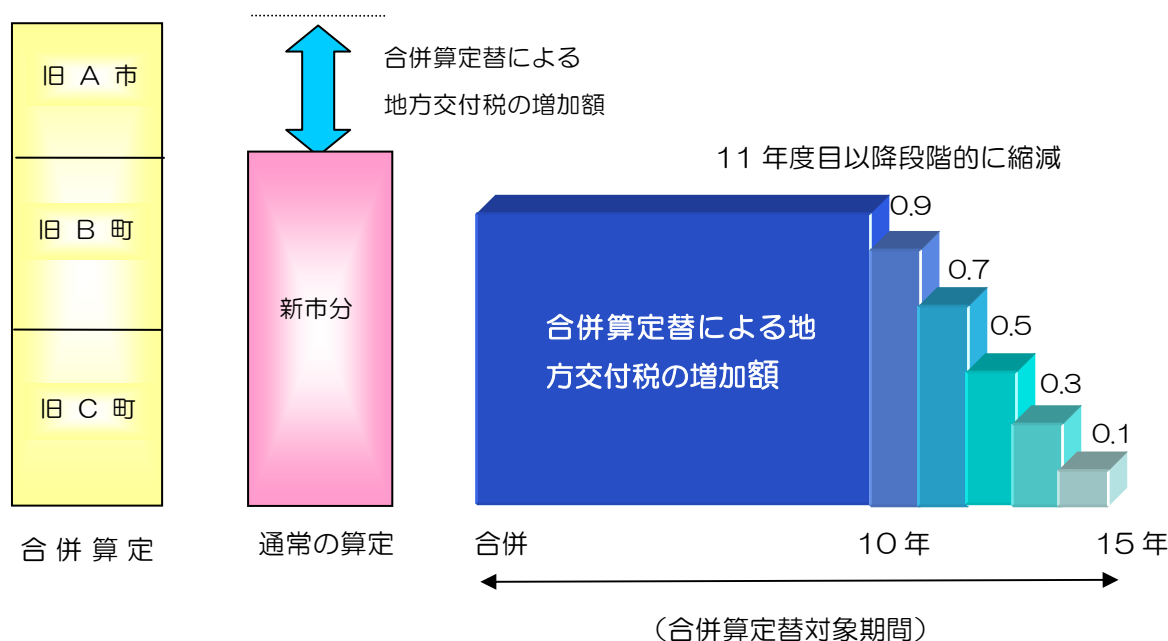 旧 A 市
旧 B 町
旧 C 町
合 併 算 定
合併算定替による
地方交付税の増加額
新市分
通常の算定
11 年度目以降段階的に縮減
0.9
0.7
0.5
0.3
0.1
合併算定替による地
方交付税の増加額
合併
10 年
15 年
(合併算定替対象期間)